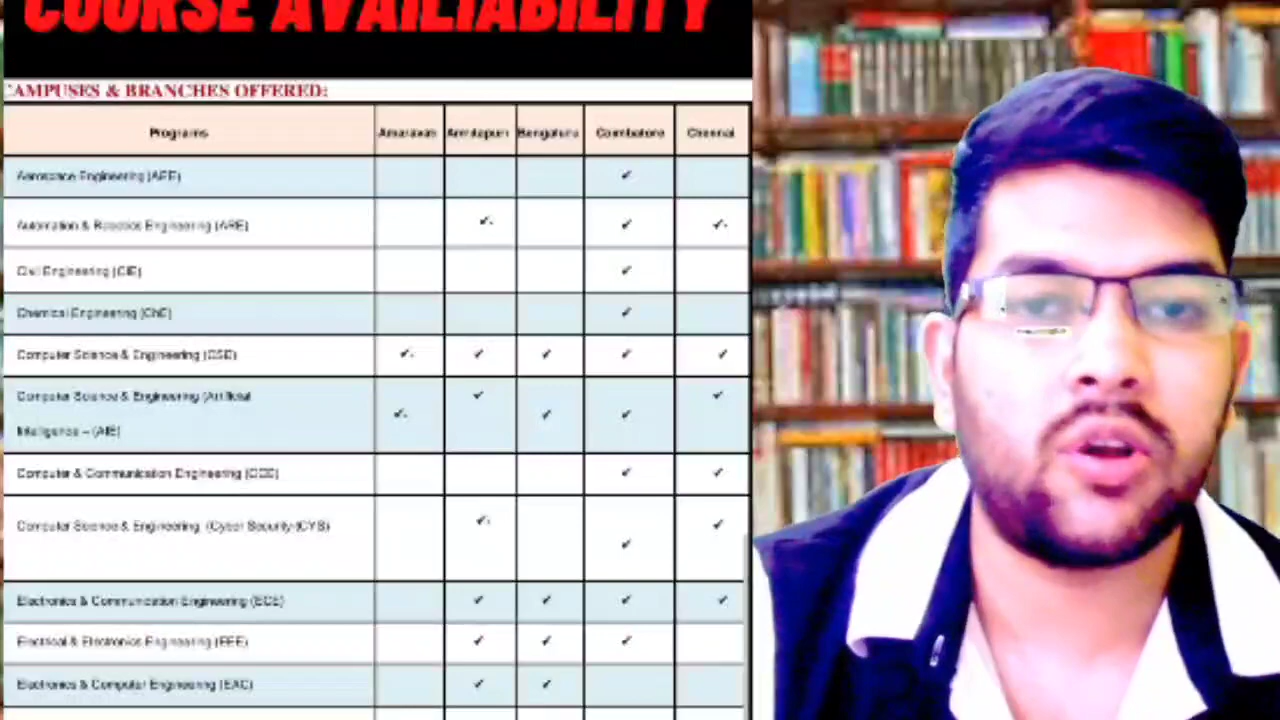 COURSE AVAILIABILITY
CAMPUSES & BRANCHES OFFERED:
Programs Amaravati Amritapuri Bengaluru Coimbatore Chennai
Aerospace Engineering (AEE) ✓
Automation & Robotics Engineering (ARE) ✓ ✓ ✓
Civil Engineering (CIE) ✓
Chemical Engineering (ChE) ✓
Computer Science & Engineering (CSE) ✓ ✓ ✓ ✓ ✓
Computer Science & Engineering (Artificial
Intelligence – (AIE) ✓ ✓ ✓ ✓ ✓
Computer & Communication Engineering (CCE) ✓ ✓
Computer Science & Engineering (Cyber Security-(CYS) ✓ ✓ ✓
Electronics & Communication Engineering (ECE) ✓ ✓ ✓ ✓
Electrical & Electronics Engineering (EEE) ✓ ✓ ✓
Electronics & Computer Engineering (EAC) ✓ ✓